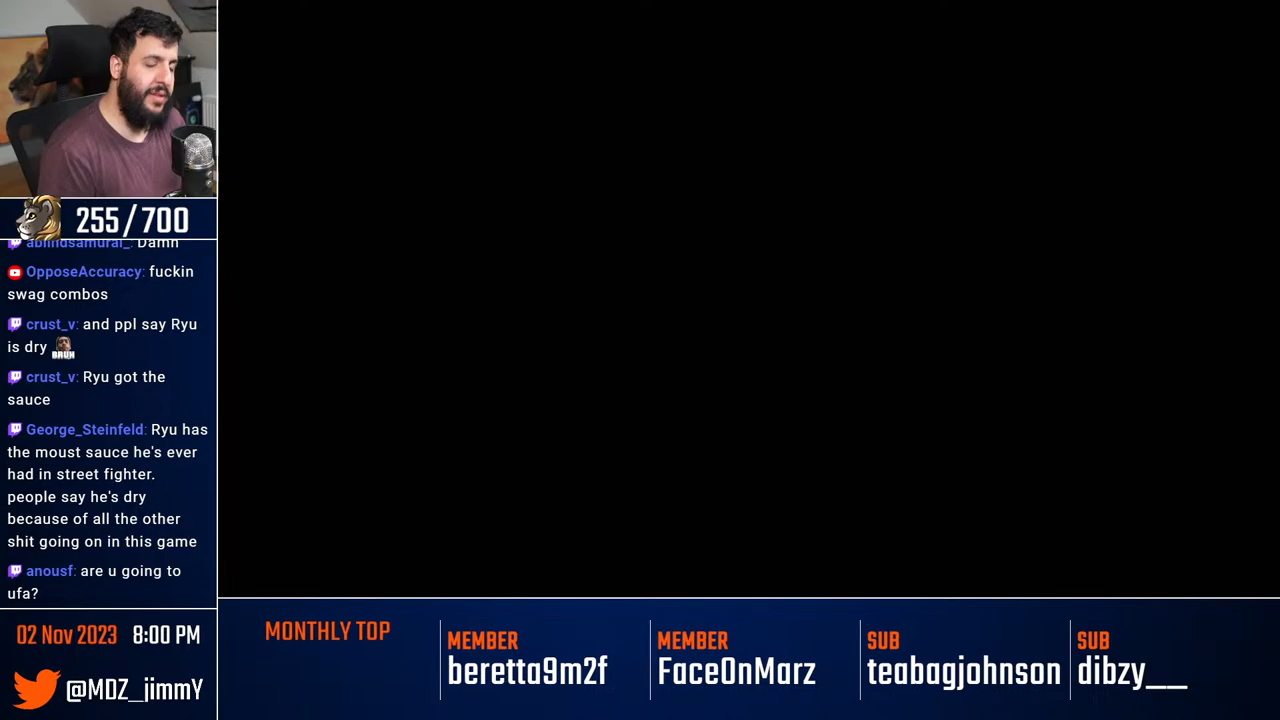 255/700
ablindsamurai_: Damn
OpposeAccuracy: fuckin
swag combos
crust_v: and ppl say Ryu
is dry BRUH
crust_v: Ryu got the
sauce
George_Steinfeld: Ryu has
the moust sauce he's ever
had in street fighter.
people say he's dry
because of all the other
shit going on in this game
anousf: are u going to
ufa?
02 Nov 2023 8:00 PM
@MDZ_jimmY
MONTHLY TOP
MEMBER
beretta9m2f
MEMBER
FaceOnMarz
SUB
teabagjohnson
SUB
dibzy__